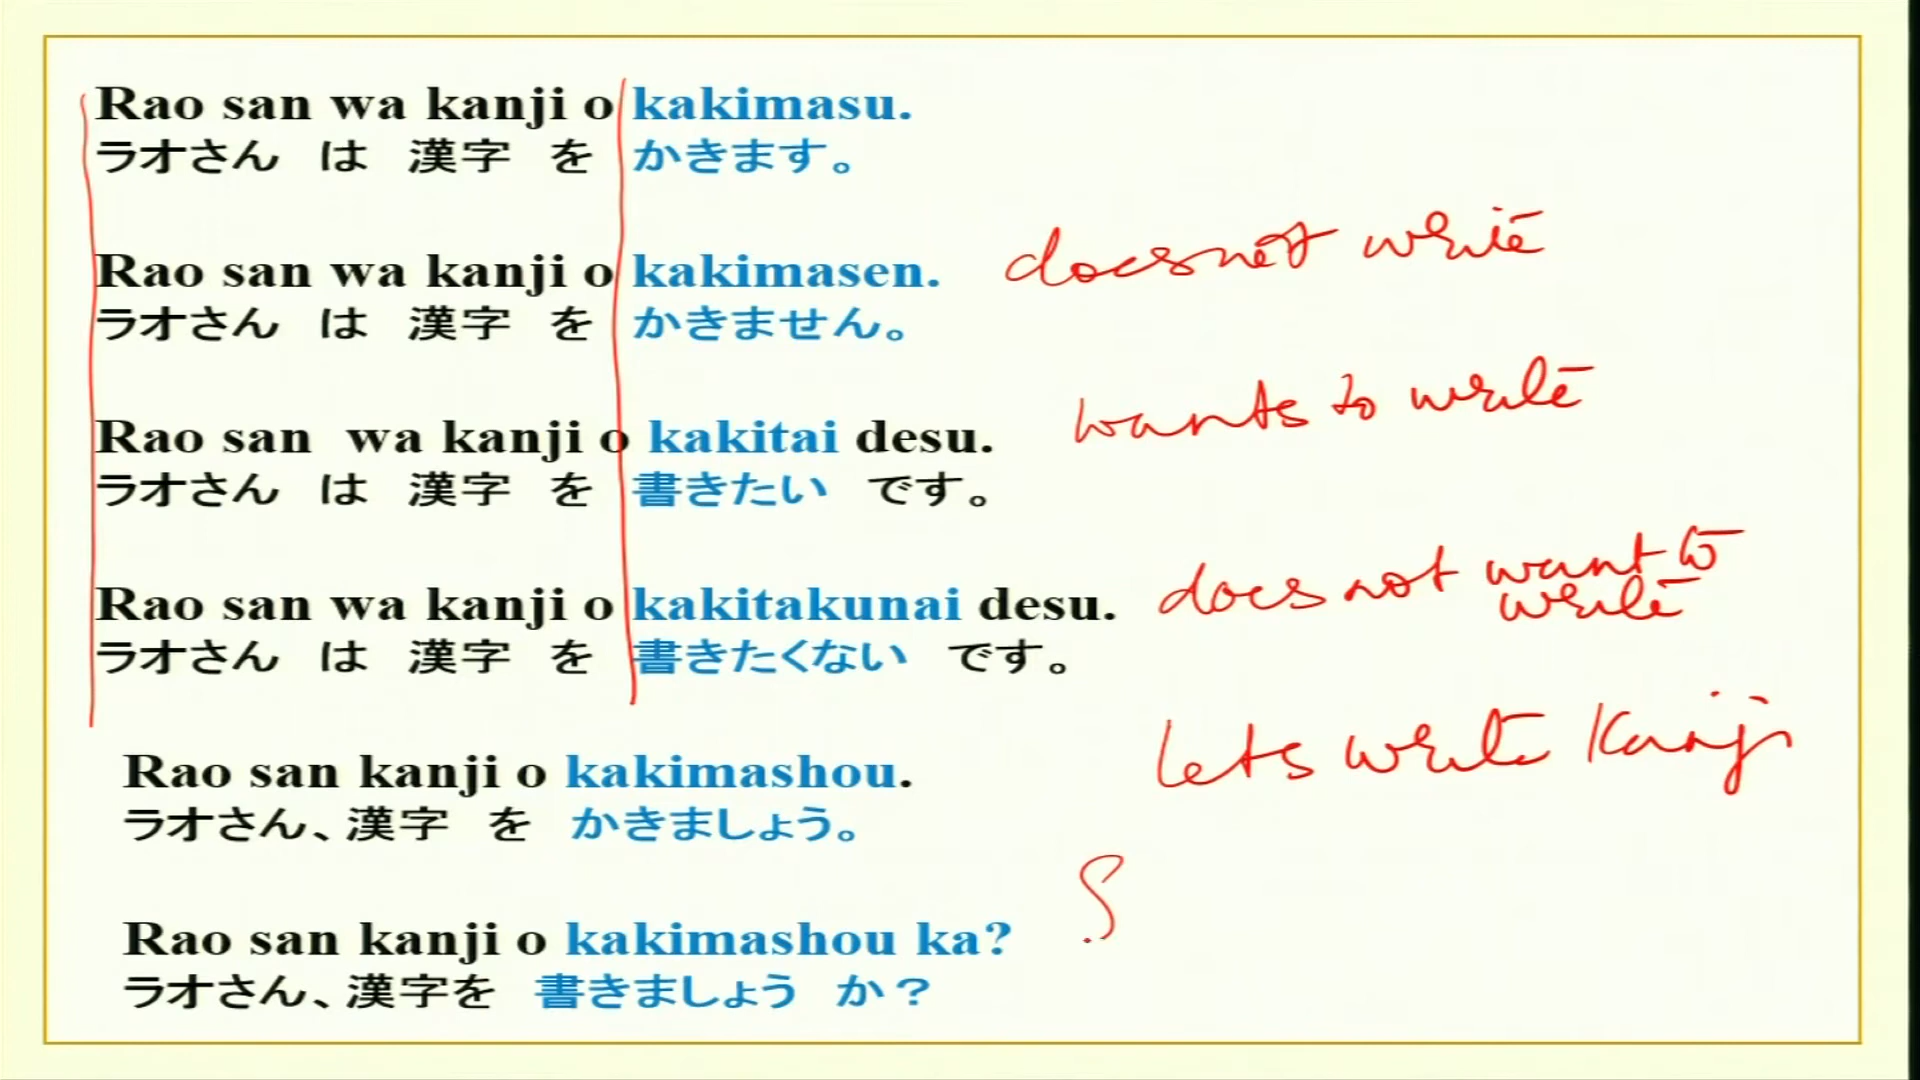 Rao san wa kanji o kakimasu.
ラオさん は 漢字 を かきます。
Rao san wa kanji o kakimasen.
does not write
ラオさん は 漢字 を かきません。
Rao san wa kanji o kakitai desu.
wants to write
ラオさん は 漢字 を 書きたい です。
Rao san wa kanji o kakitakunai desu.
does not want to
write
ラオさん は 漢字 を 書きたくない です。
Rao san kanji o kakimashou.
lets write Kanji
ラオさん、漢字 を かきましょう。
Rao san kanji o kakimashou ka?
?
ラオさん、漢字を 書きましょう か？